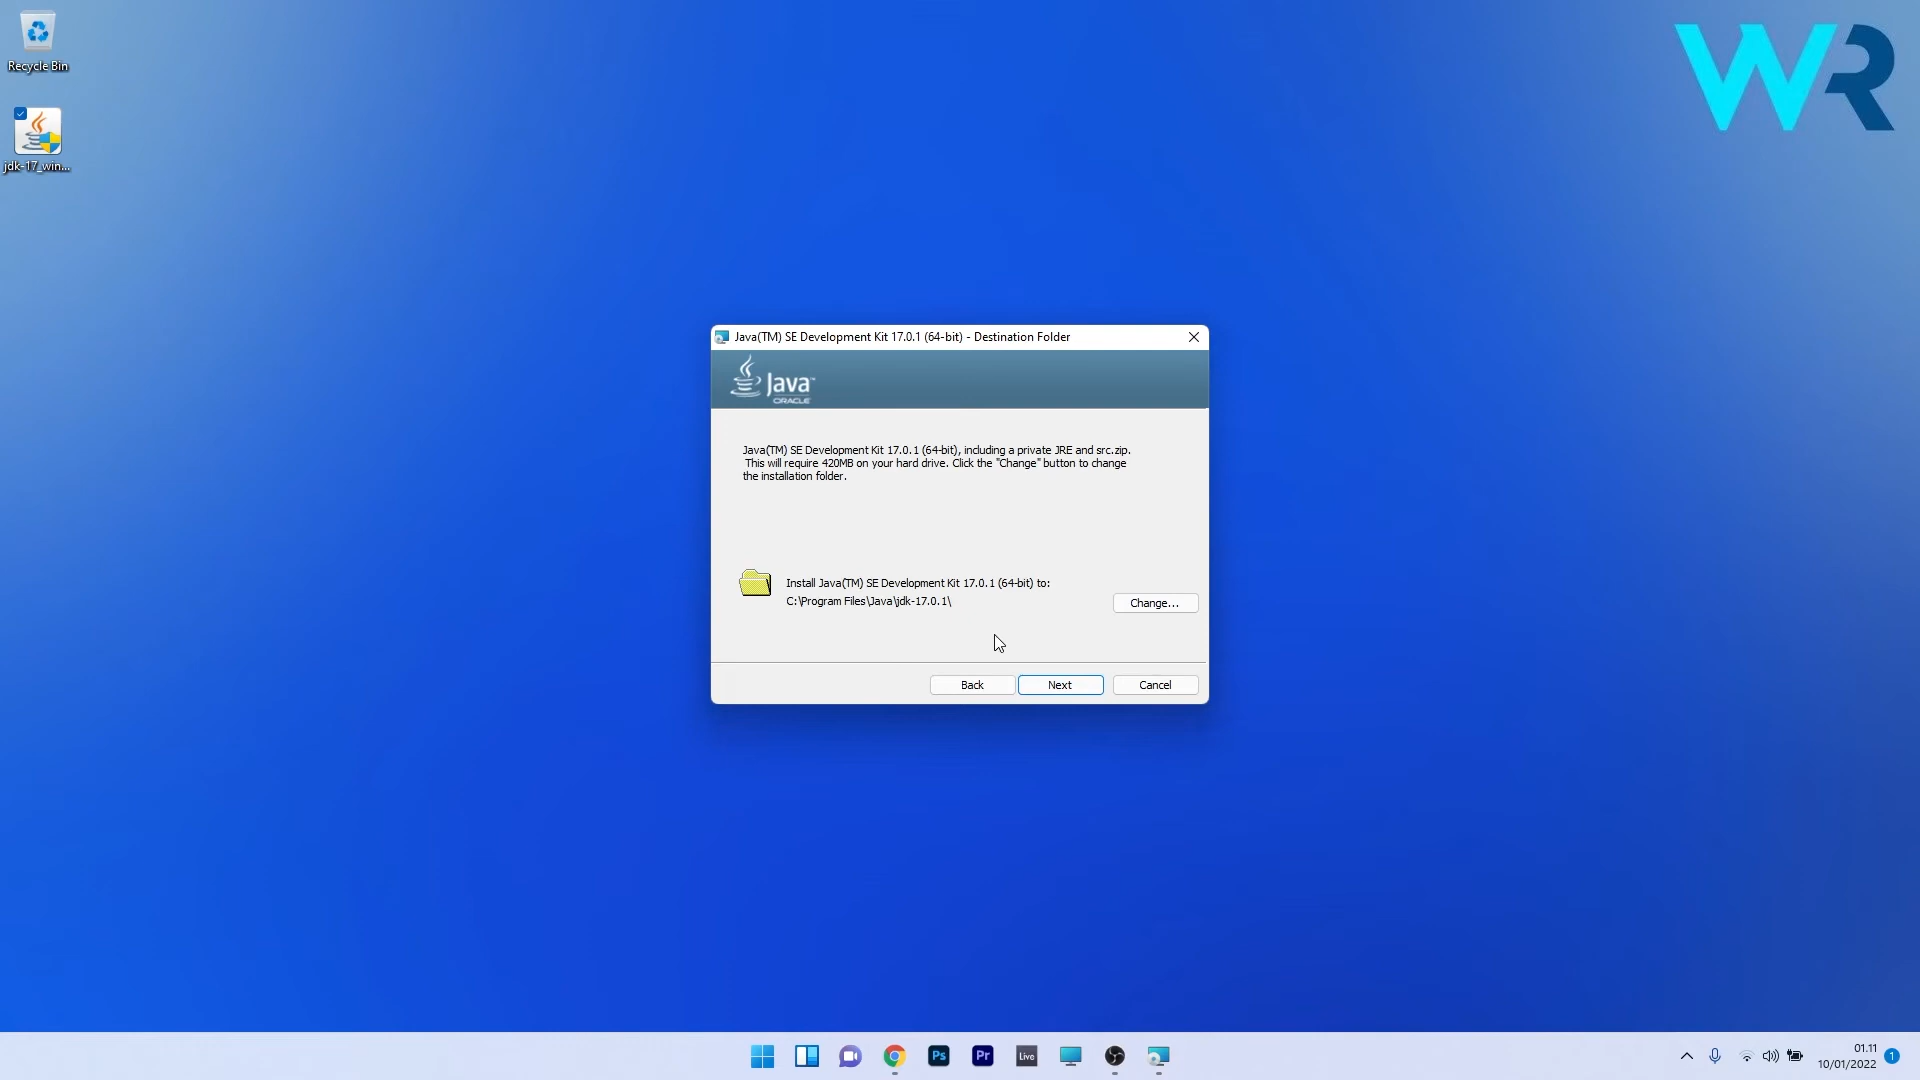 Recycle Bin
jdk-17_win...
WR
Java(TM) SE Development Kit 17.0.1 (64-bit) - Destination Folder
Java™
ORACLE
Java(TM) SE Development Kit 17.0.1 (64-bit), including a private JRE and src.zip.
This will require 420MB on your hard drive. Click the "Change" button to change
the installation folder.
Install Java(TM) SE Development Kit 17.0.1 (64-bit) to:
C:\Program Files\Java\jdk-17.0.1\
Change...
Back
Next
Cancel
Ps
Pr
Live
01.11
10/01/2022
1